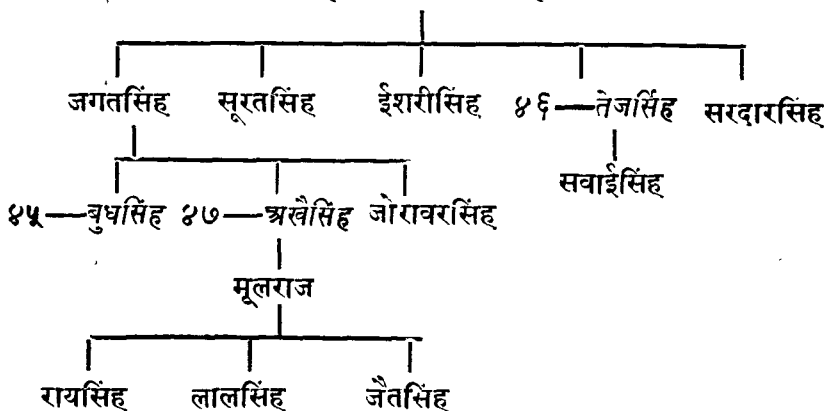 जगतसिंह सूरतसिंह ईशरीसिंह ४६—तेजसिंह सरदारसिंह
सवाईसिंह
४५—बुधसिंह ४७—अखैसिंह जोरावरसिंह
मूलराज
रायसिंह लालसिंह जैतसिंह